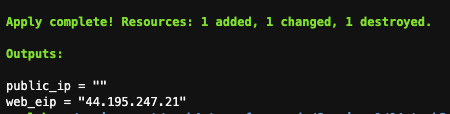 Apply complete! Resources: 1 added, 1 changed, 1 destroyed.
Outputs:
public_ip = ""
web_eip = "44.195.247.21"